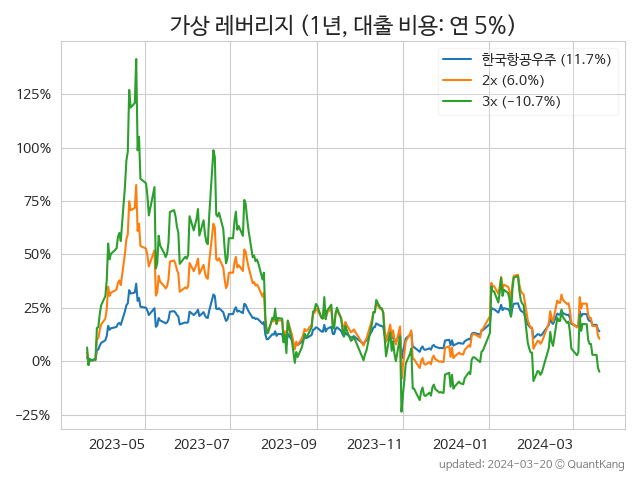 가상 레버리지 (1년, 대출 비용: 연 5%)
한국항공우주 (11.7%)
2x (6.0%)
3x (−10.7%)
125%
100%
75%
50%
25%
0%
−25%
2023−05
2023−07
2023−09
2023−11
2024−01
2024−03
updated: 2024-03-20 © QuantKang